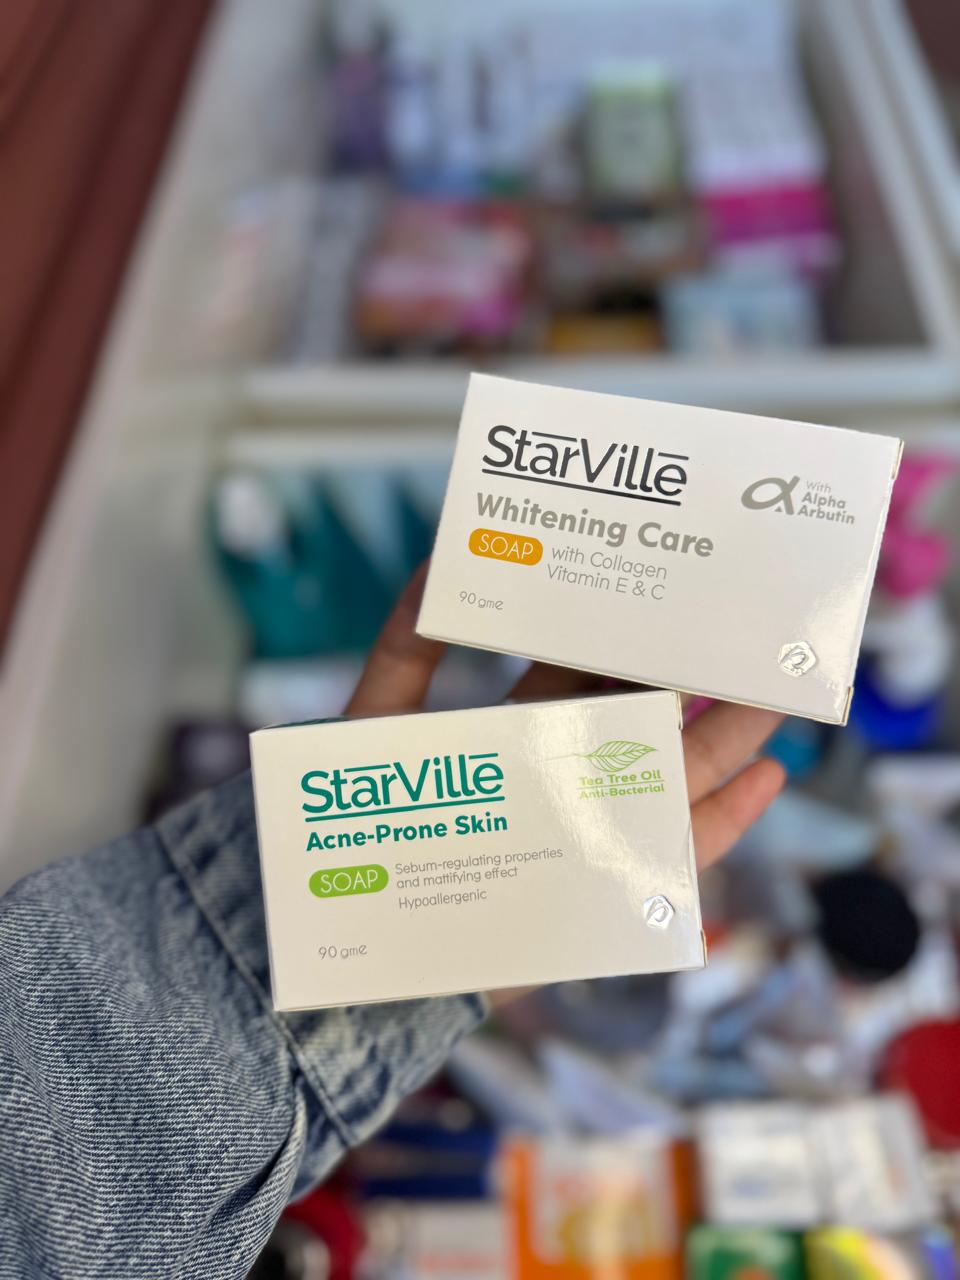 StarVille
Whitening Care
SOAP
with Collagen
Vitamin E & C
90 gme
With
Alpha
Arbutin
StarVille
Acne-Prone Skin
SOAP
Sebum-regulating properties
and mattifying effect
Hypoallergenic
90 gme
Tea Tree Oil
Anti-Bacterial